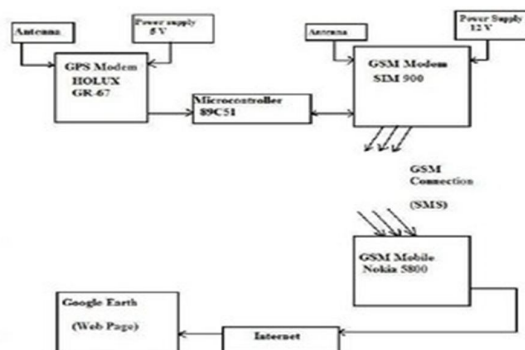 Antenna
Power supply
5 V
Antenna
Power Supply
12 V
GPS Modem
HOLUX
GR-67
GSM Modem
SIM 900
Microcontroller
89C51
GSM
Connection
(SMS)
GSM Mobile
Nokia 5800
Google Earth
(Web Page)
Internet